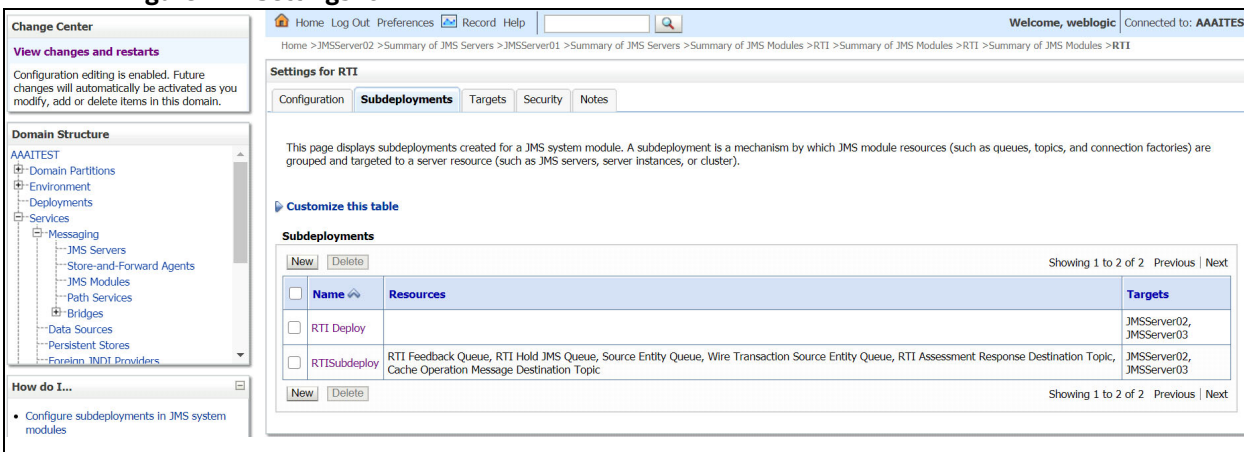 Change Center
View changes and restarts
Configuration editing is enabled. Future
changes will automatically be activated as you
modify, add or delete items in this domain.
Domain Structure
AAAITEST
Domain Partitions
Environment
Deployments
Services
Messaging
JMS Servers
Store-and-Forward Agents
JMS Modules
Path Services
Bridges
Data Sources
Persistent Stores
Foreign JNDI Providers
How do I...
Configure subdeployments in JMS system
modules
Home Log Out Preferences Record Help
Welcome, weblogic Connected to: AAAITES
Home >JMSServer02 >Summary of JMS Servers >JMSServer01 >Summary of JMS Servers >Summary of JMS Modules >RTI >Summary of JMS Modules >RTI >Summary of JMS Modules >RTI
Settings for RTI
Configuration Subdeployments Targets Security Notes
This page displays subdeployments created for a JMS system module. A subdeployment is a mechanism by which JMS module resources (such as queues, topics, and connection factories) are
grouped and targeted to a server resource (such as JMS servers, server instances, or cluster).
Customize this table
Subdeployments
New Delete Showing 1 to 2 of 2 Previous | Next
Name Resources Targets
RTI Deploy JMSServer02,
JMSServer03
RTISubdeploy RTI Feedback Queue, RTI Hold JMS Queue, Source Entity Queue, Wire Transaction Source Entity Queue, RTI Assessment Response Destination Topic, JMSServer02,
Cache Operation Message Destination Topic JMSServer03
New Delete Showing 1 to 2 of 2 Previous | Next